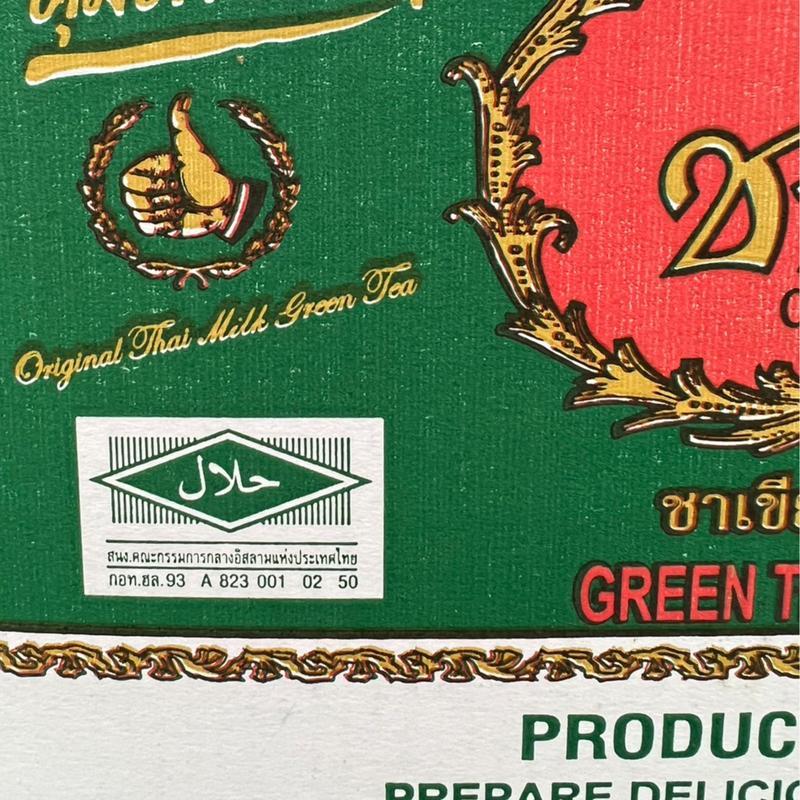 Original Thai Milk Green Tea
حلال
สนง.คณะกรรมการกลางอิสลามแห่งประเทศไทย
กอท.ฮล.93 A 823 001 02 50
ชาเขีย
GREEN T
PRODUC
PREPARE DELICIO